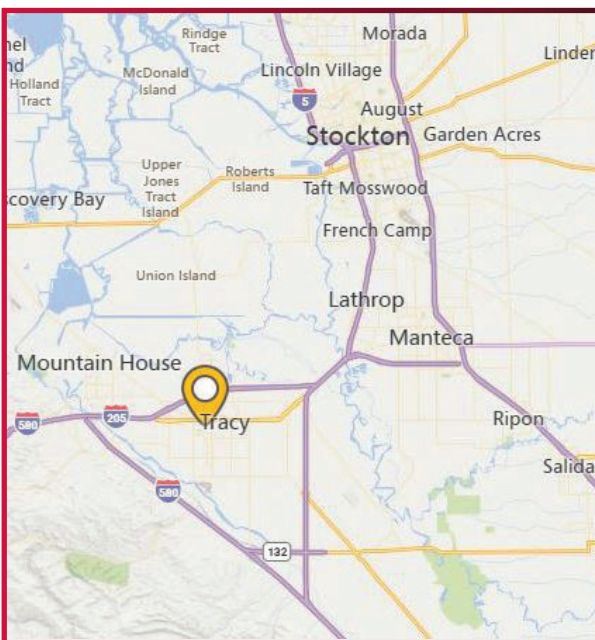 Rindge
Tract
Morada
nel
nd
Holland
Tract
McDonald
Island
Lincoln Village
Linden
5
August
Stockton
Garden Acres
Upper
Jones
Tract
Island
Roberts
Island
Taft Mosswood
scovery Bay
French Camp
Union Island
Lathrop
Manteca
Mountain House
580
205
Tracy
Ripon
Salida
580
132